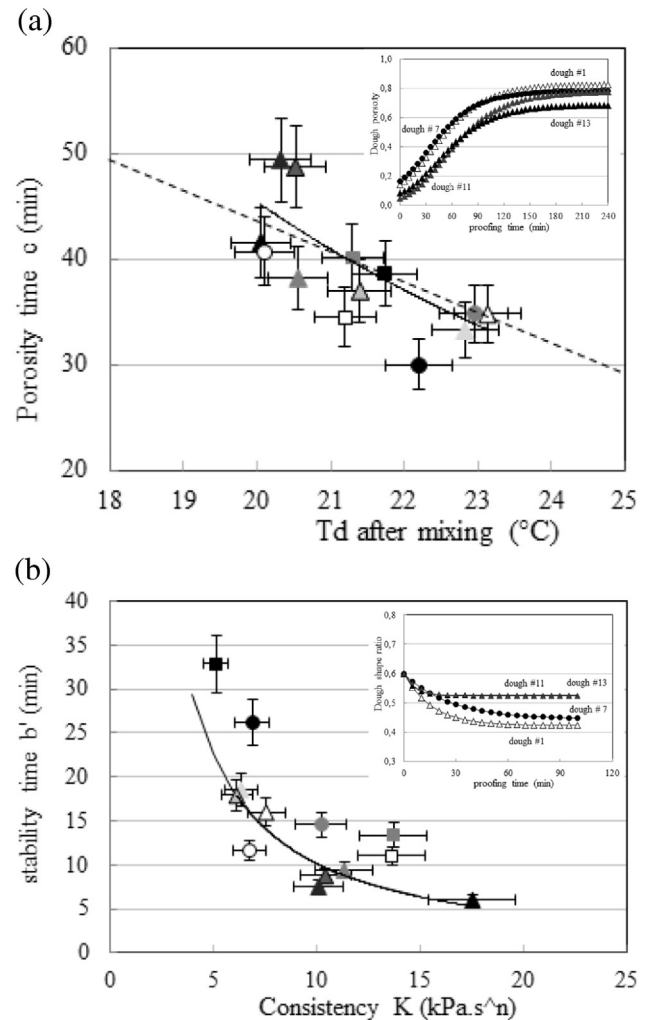 (a)
60
50
40
30
20
Porosity time c (min)
18 19 20 21 22 23 24 25
Td after mixing (°C)
1,0
0,8
0,6
0,4
0,2
0,0
Dough porosty
dough #1
dough # 7
dough #13
dough #11
0 30 60 90 120 150 180 210 240
proofing time (min)
(b)
40
35
30
25
20
15
10
5
0
stability time b' (min)
0 5 10 15 20 25
Consistency K (kPa.s^n)
0,8
0,7
0,6
0,5
0,4
0,3
Dough shape ratio
dough #11 dough #13
dough # 7
dough #1
0 30 60 90 120
proofing time (min)